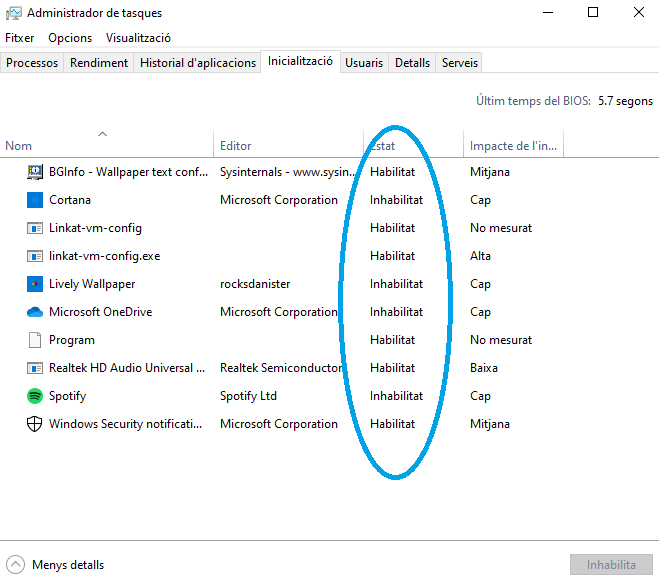 Administrador de tasques
Fitxer Opcions Visualització
Processos Rendiment Historial d'aplicacions Inicialització Usuaris Detalls Serveis
Últim temps del BIOS: 5.7 segons
Nom Editor Estat Impacte de l'in...
BGInfo - Wallpaper text conf... Sysinternals - www.sysin... Habilitat Mitjana
Cortana Microsoft Corporation Inhabilitat Cap
Linkat-vm-config Habilitat No mesurat
linkat-vm-config.exe Habilitat Alta
Lively Wallpaper rocksdanister Inhabilitat Cap
Microsoft OneDrive Microsoft Corporation Inhabilitat Cap
Program Habilitat No mesurat
Realtek HD Audio Universal ... Realtek Semiconductor Habilitat Baixa
Spotify Spotify Ltd Inhabilitat Cap
Windows Security notificati... Microsoft Corporation Habilitat Mitjana
Menys detalls Inhabilita